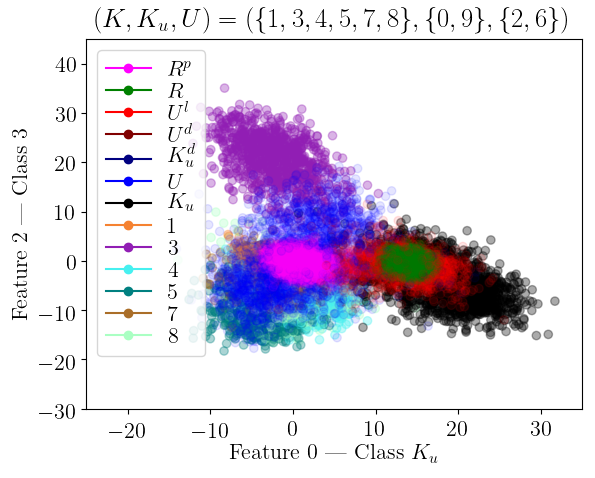 (K, K_u, U) = ({1, 3, 4, 5, 7, 8}, {0, 9}, {2, 6})
Feature 2 — Class 3
40
30
20
10
0
−10
−20
−30
R^p
R
U^l
U^d
K_u^d
U
K_u
1
3
4
5
7
8
−20
−10
0
10
20
30
Feature 0 — Class K_u